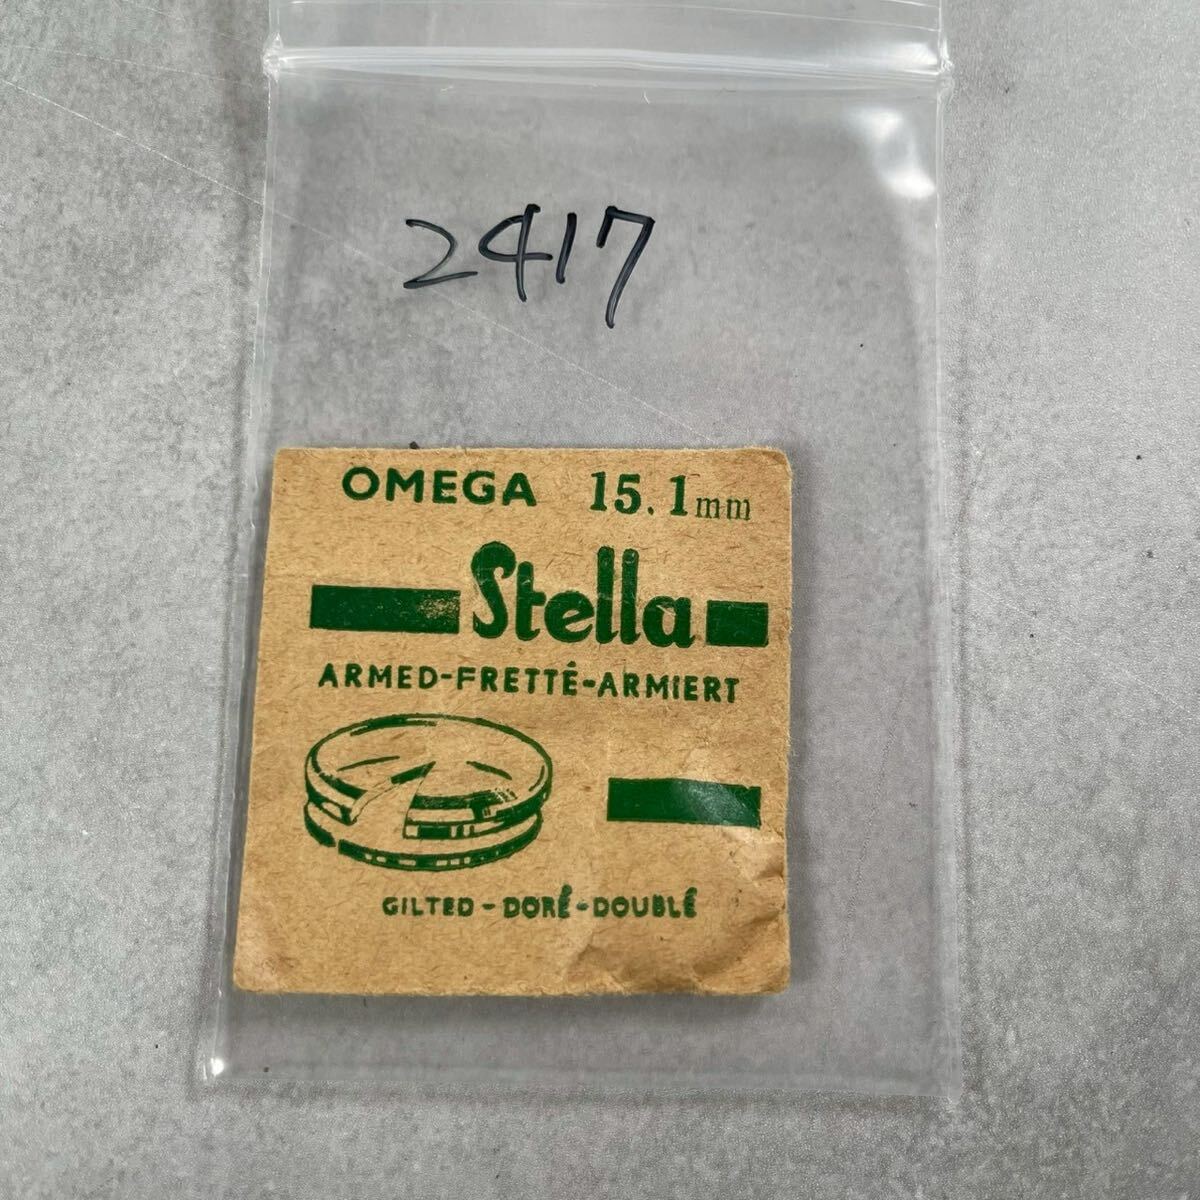 2417
OMEGA 15.1mm
Stella
ARMED-FRETTÉ-ARMIERT
GILTED-DORÉ-DOUBLÉ